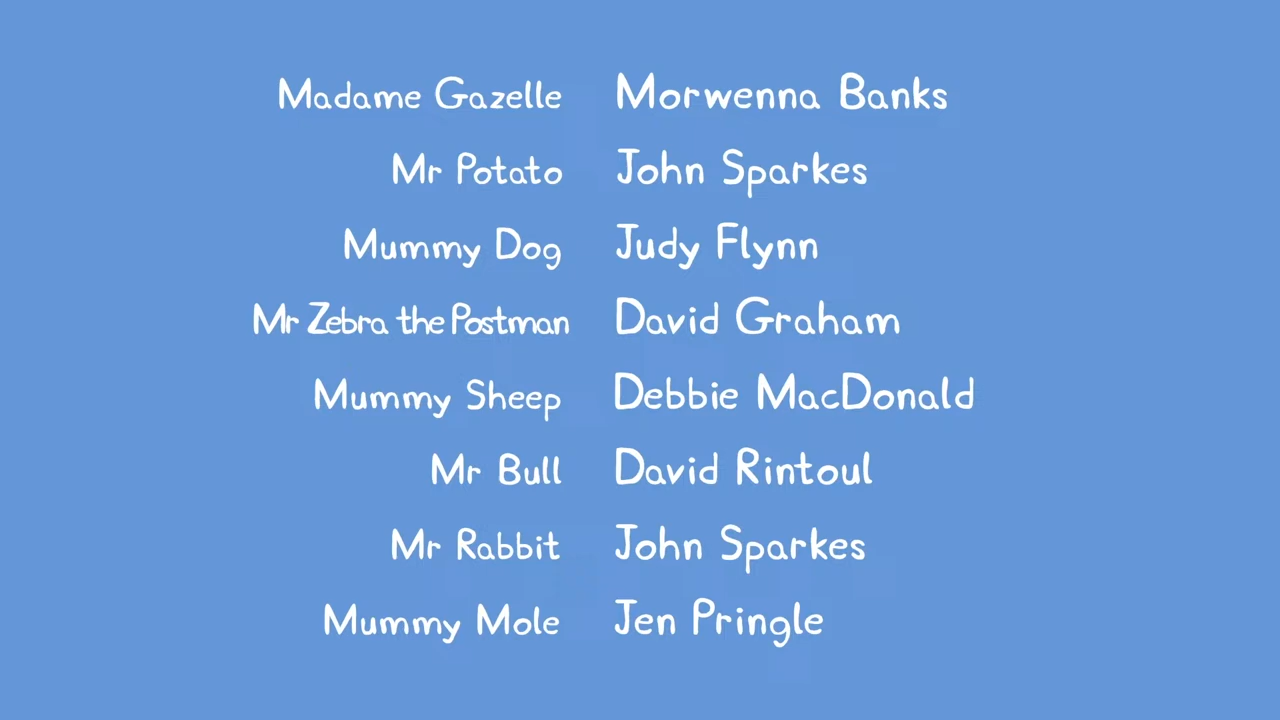 Madame Gazelle Morwenna Banks
Mr Potato John Sparkes
Mummy Dog Judy Flynn
Mr Zebra the Postman David Graham
Mummy Sheep Debbie MacDonald
Mr Bull David Rintoul
Mr Rabbit John Sparkes
Mummy Mole Jen Pringle